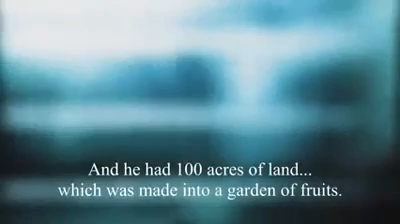 And he had 100 acres of land...
which was made into a garden of fruits.